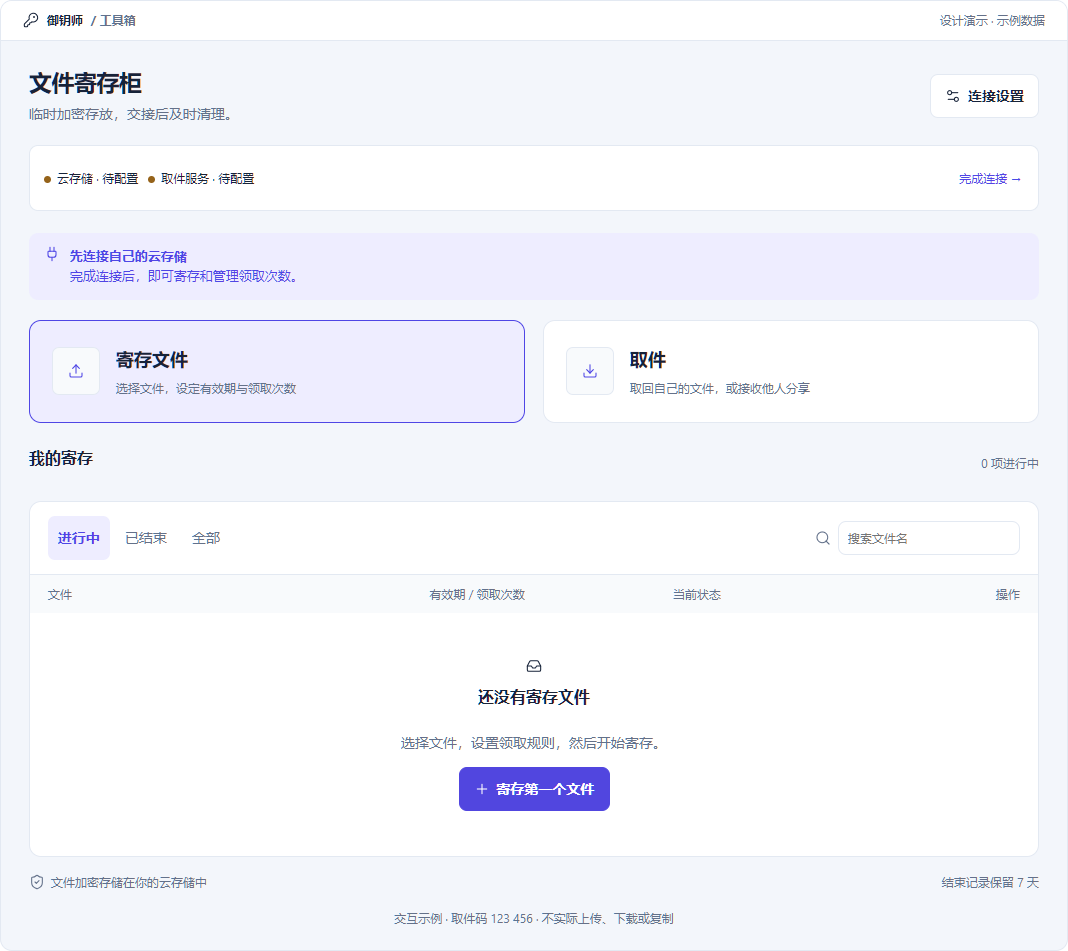 御钥师 / 工具箱
设计演示 · 示例数据
文件寄存柜
临时加密存放，交接后及时清理。
连接设置
云存储 · 待配置 取件服务 · 待配置
完成连接 →
先连接自己的云存储
完成连接后，即可寄存和管理领取次数。
寄存文件
选择文件，设定有效期与领取次数
取件
取回自己的文件，或接收他人分享
我的寄存
0 项进行中
进行中 已结束 全部
搜索文件名
文件 有效期 / 领取次数 当前状态 操作
还没有寄存文件
选择文件，设置领取规则，然后开始寄存。
寄存第一个文件
文件加密存储在你的云存储中
结束记录保留 7 天
交互示例 · 取件码 123 456 · 不实际上传、下载或复制